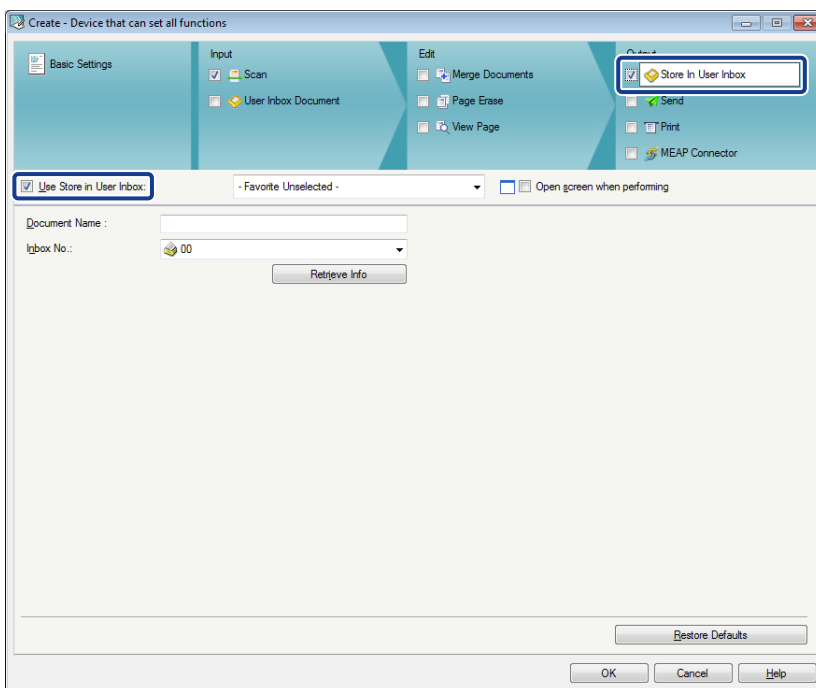 Create - Device that can set all functions
Basic Settings
Input
Scan
User Inbox Document
Edit
Merge Documents
Page Erase
View Page
Output
Store In User Inbox
Send
Print
MEAP Connector
Use Store in User Inbox:
- Favorite Unselected -
Open screen when performing
Document Name :
Inbox No.:
00
Retrieve Info
Restore Defaults
OK
Cancel
Help